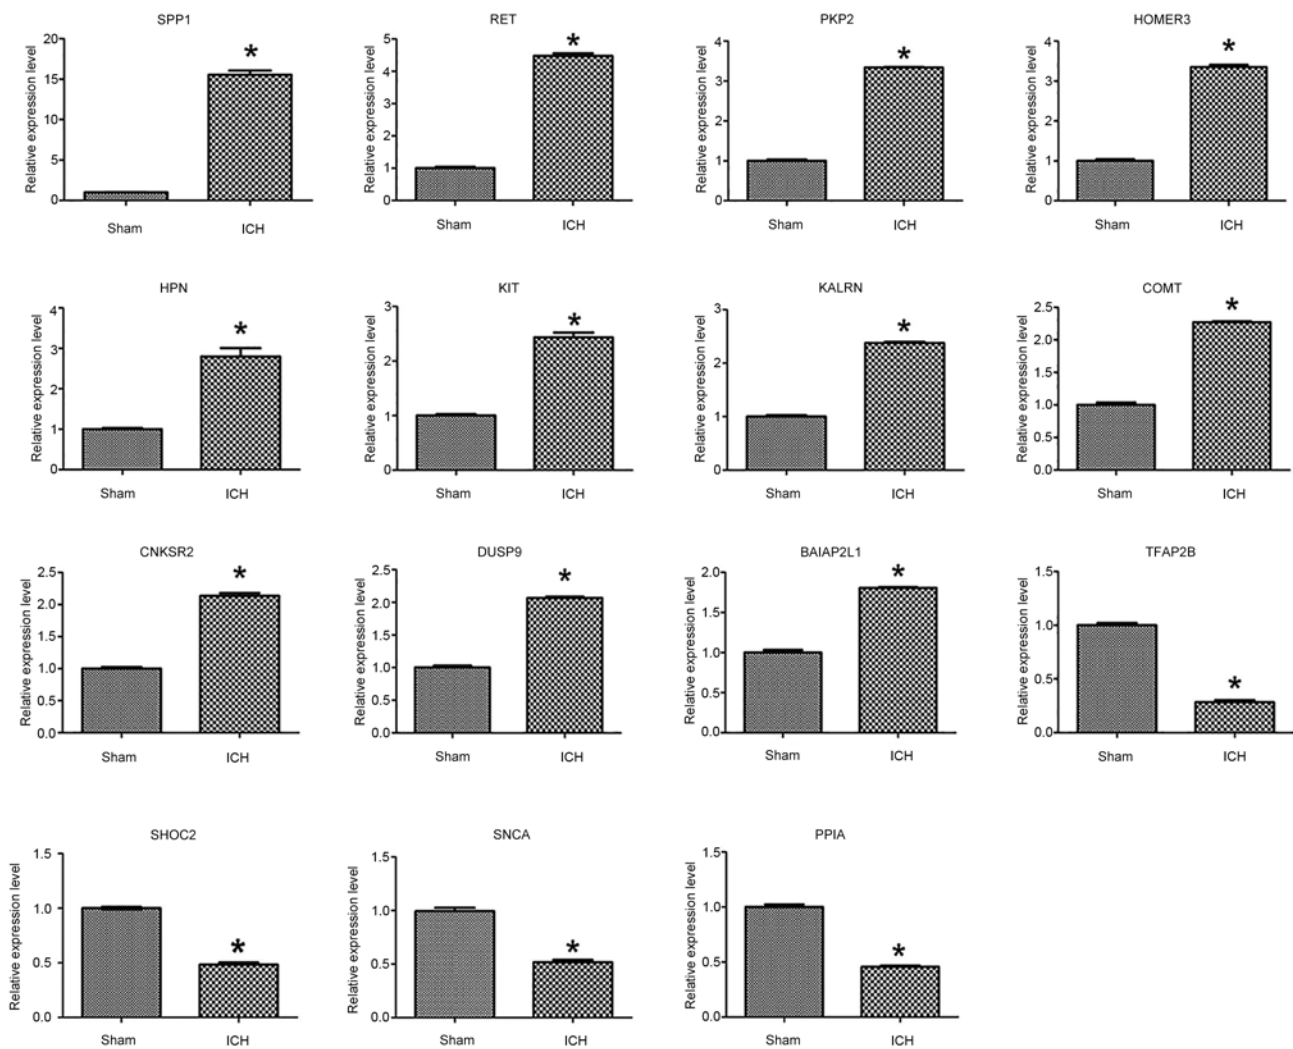 SPP1
Relative expression level
20
15
10
5
0
*
Sham
ICH
RET
Relative expression level
5
4
3
2
1
0
*
Sham
ICH
PKP2
Relative expression level
4
3
2
1
0
*
Sham
ICH
HOMER3
Relative expression level
4
3
2
1
0
*
Sham
ICH
HPN
Relative expression level
4
3
2
1
0
*
Sham
ICH
KIT
Relative expression level
3
2
1
0
*
Sham
ICH
KALRN
Relative expression level
3
2
1
0
*
Sham
ICH
COMT
Relative expression level
2.5
2.0
1.5
1.0
0.5
0.0
*
Sham
ICH
CNKSR2
Relative expression level
2.5
2.0
1.5
1.0
0.5
0.0
*
Sham
ICH
DUSP9
Relative expression level
2.5
2.0
1.5
1.0
0.5
0.0
*
Sham
ICH
BAIAP2L1
Relative expression level
2.0
1.5
1.0
0.5
0.0
*
Sham
ICH
TFAP2B
Relative expression level
1.5
1.0
0.5
0.0
*
Sham
ICH
SHOC2
Relative expression level
1.5
1.0
0.5
0.0
*
Sham
ICH
SNCA
Relative expression level
1.5
1.0
0.5
0.0
*
Sham
ICH
PPIA
Relative expression level
1.5
1.0
0.5
0.0
*
Sham
ICH